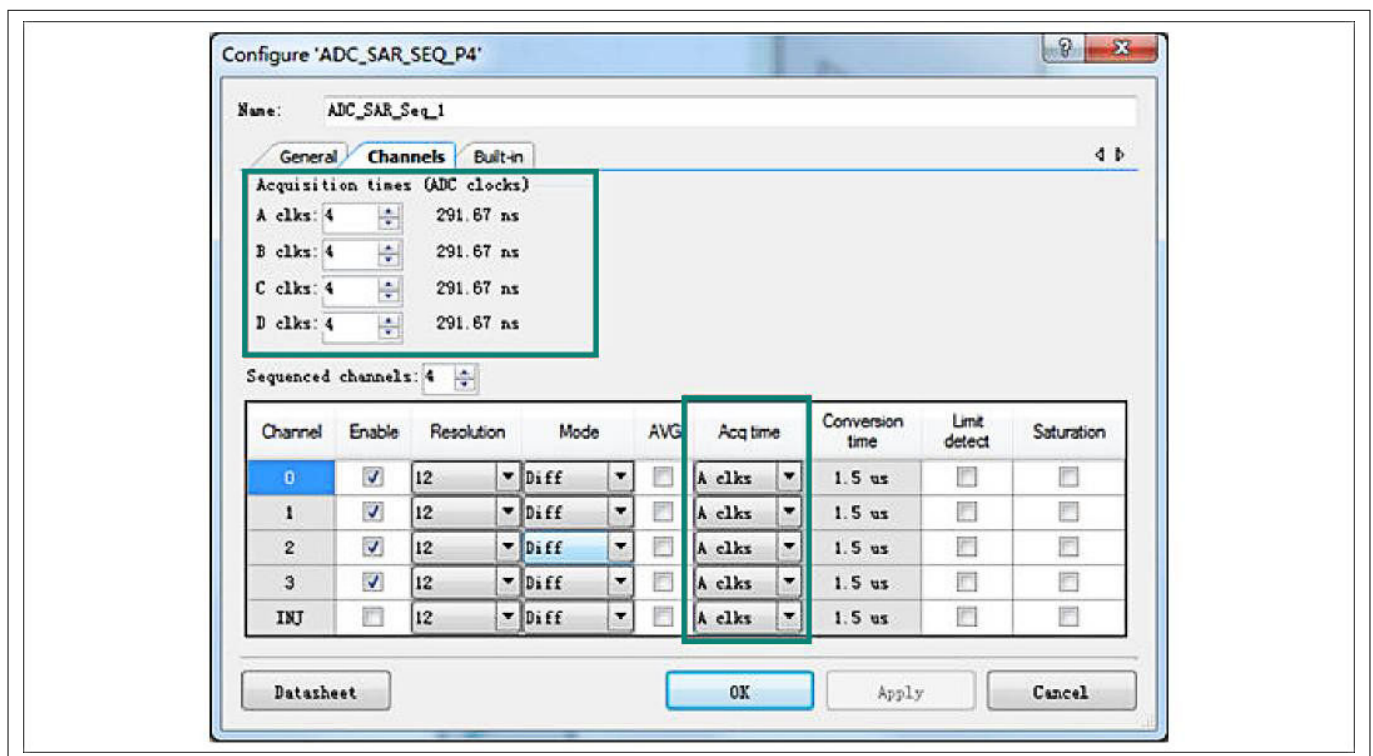 Configure 'ADC_SAR_SEQ_P4'
Name: ADC_SAR_Seq_1
General Channels Built-in
Acquisition times (ADC clocks)
A clks: 4 291.67 ns
B clks: 4 291.67 ns
C clks: 4 291.67 ns
D clks: 4 291.67 ns
Sequenced channels: 4
Channel Enable Resolution Mode AVG Acq time Conversion time Limit detect Saturation
0 12 Diff A clks 1.5 us
1 12 Diff A clks 1.5 us
2 12 Diff A clks 1.5 us
3 12 Diff A clks 1.5 us
INJ 12 Diff A clks 1.5 us
Datasheet OK Apply Cancel